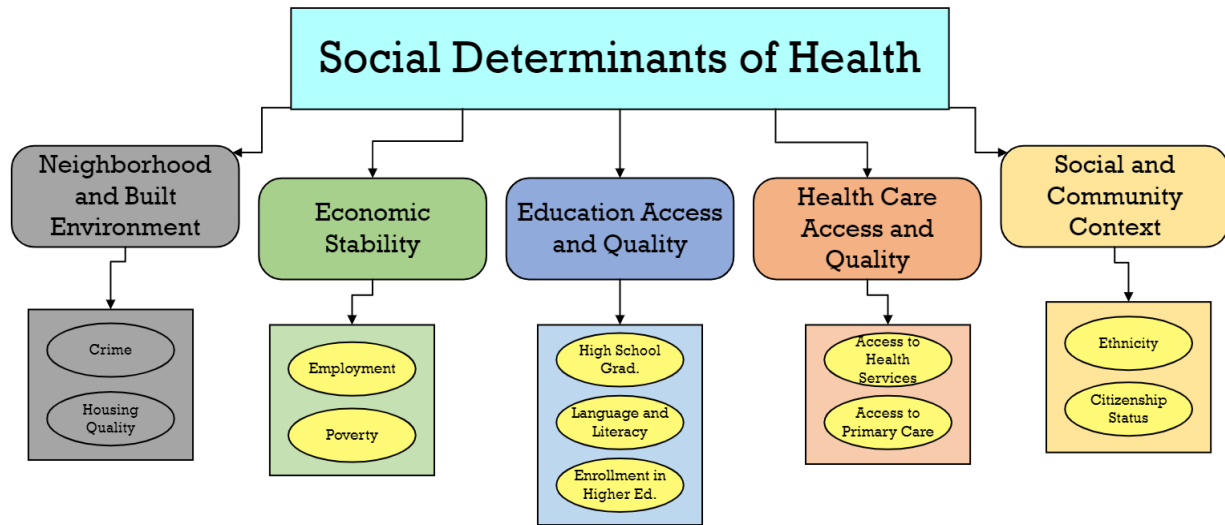 Social Determinants of Health
Neighborhood
and Built
Environment
Crime
Housing
Quality
Economic
Stability
Employment
Poverty
Education Access
and Quality
High School
Grad.
Language and
Literacy
Enrollment in
Higher Ed.
Health Care
Access and
Quality
Access to
Health
Services
Access to
Primary Care
Social and
Community
Context
Ethnicity
Citizenship
Status